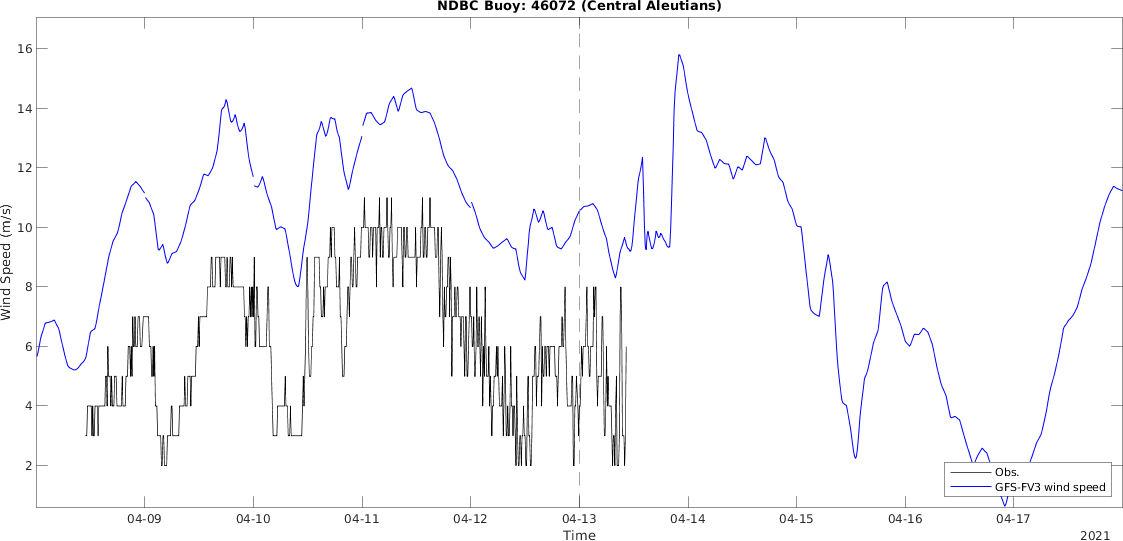 NDBC Buoy: 46072 (Central Aleutians)
Wind Speed (m/s)
16
14
12
10
8
6
4
2
Obs.
GFS-FV3 wind speed
04-09 04-10 04-11 04-12 04-13 04-14 04-15 04-16 04-17
Time
2021